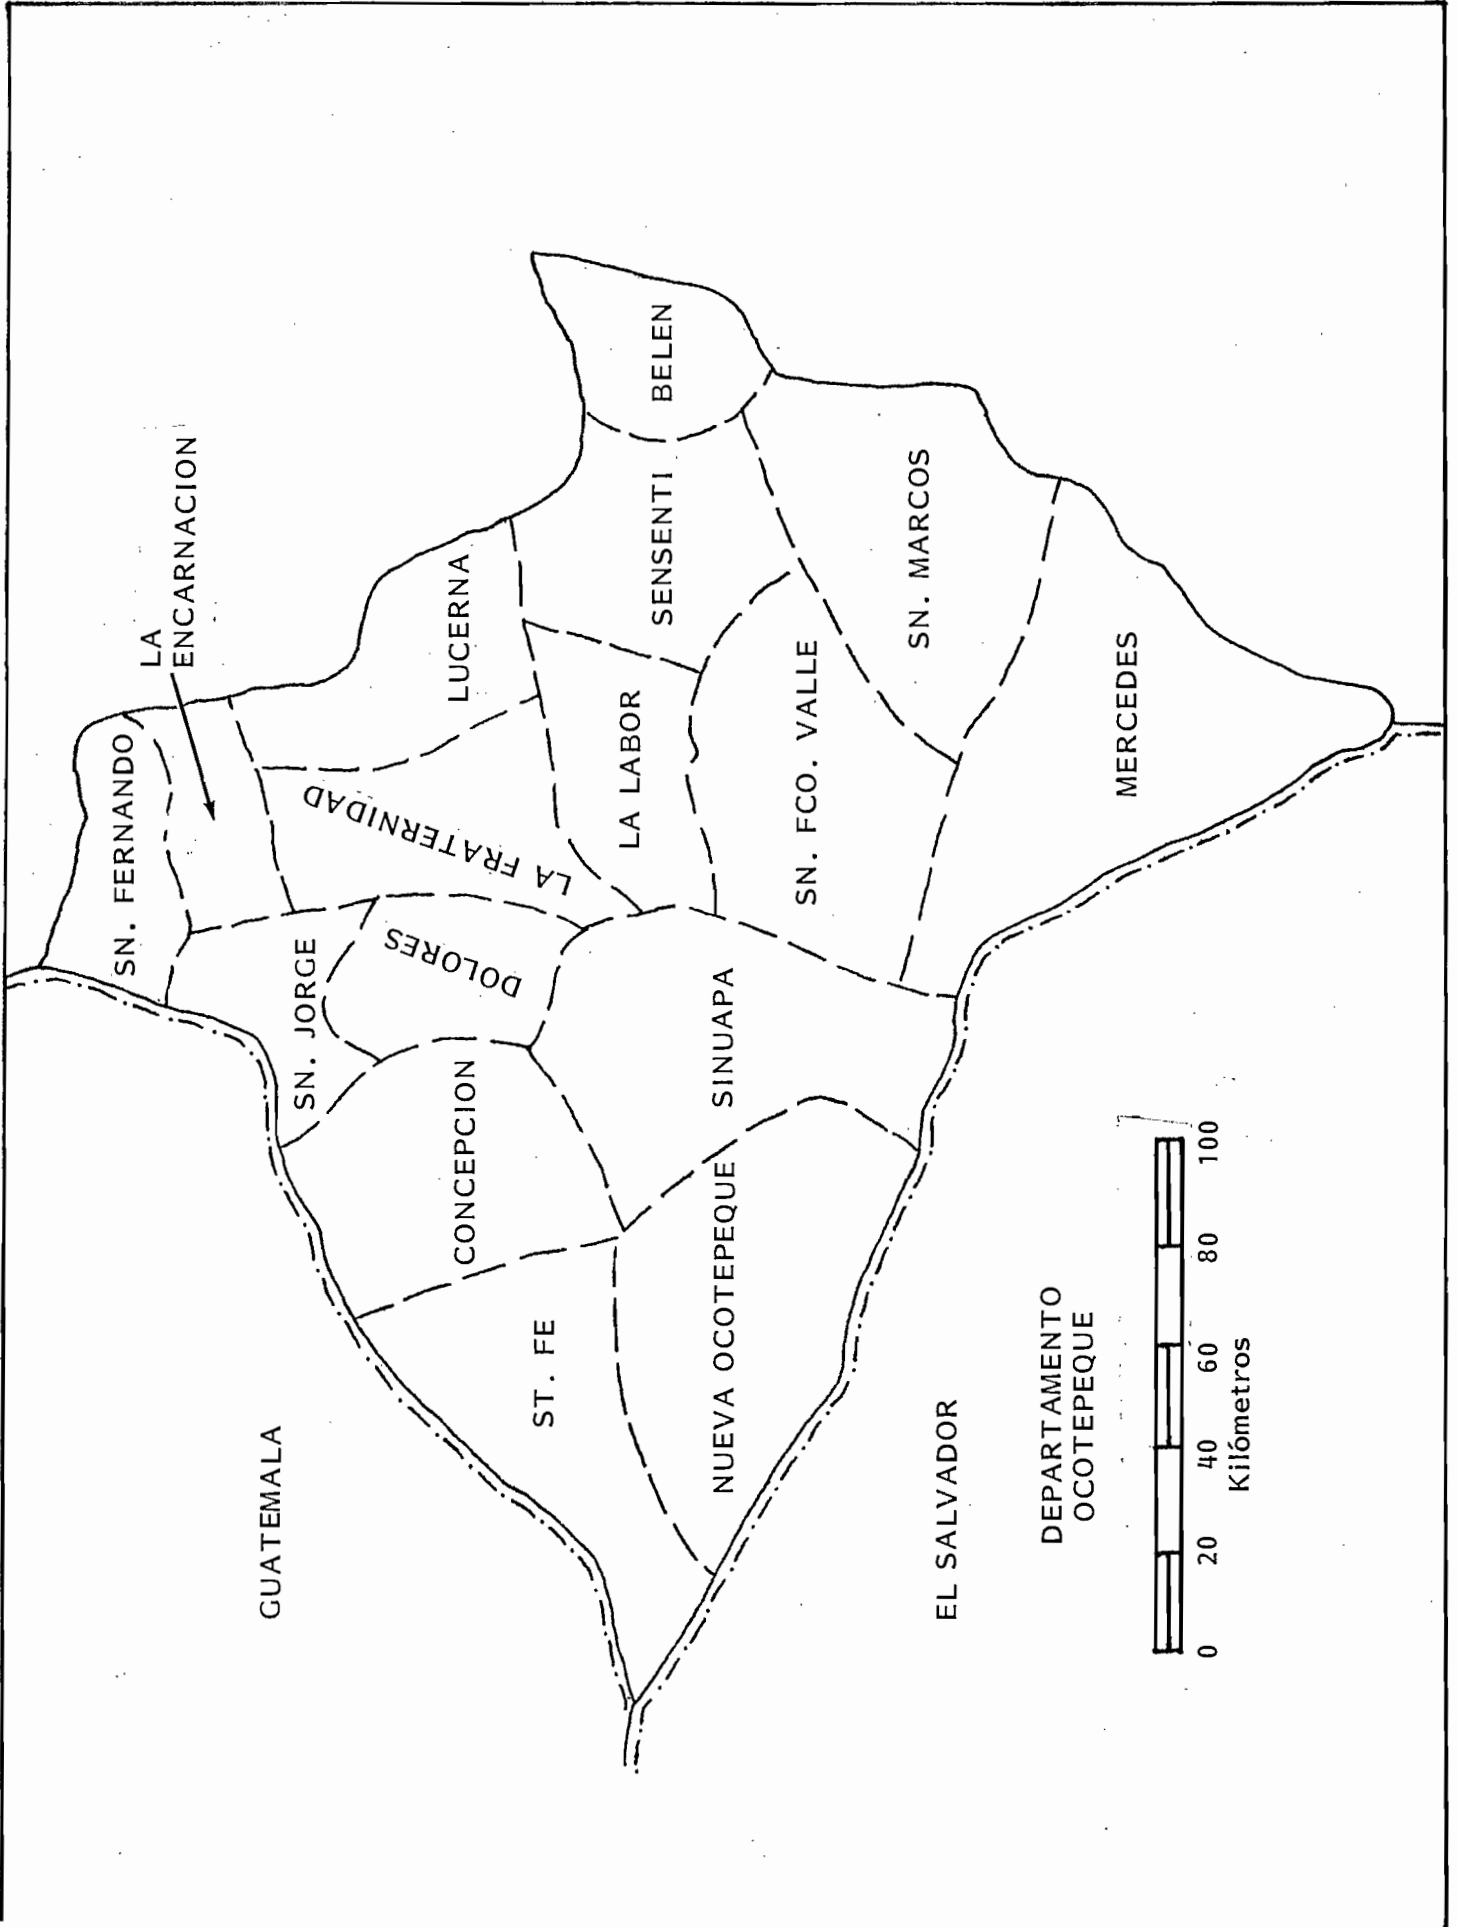 LA
ENCARNACION
SN. FERNANDO
SN. JORGE
LA FRATERNIDAD
DOLORES
LUCERNA
GUATEMALA
CONCEPCION
ST. FE
LA LABOR
SENSENTI
BELEN
SINUAPA
NUEVA OCOTEPEQUE
SN. FCO. VALLE
SN. MARCOS
MERCEDES
EL SALVADOR
DEPARTAMENTO
OCOTEPEQUE
0 20 40 60 80 100
Kilómetros